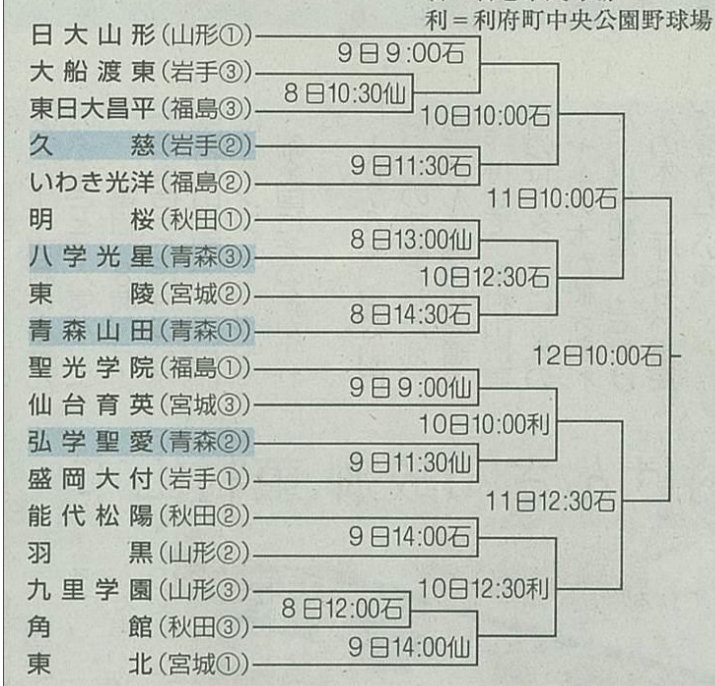 利=利府町中央公園野球場
日大山形(山形①)
9日9:00石
大船渡東(岩手③)
8日10:30仙
東日大昌平(福島③)
10日10:00石
久慈(岩手②)
9日11:30石
いわき光洋(福島②)
11日10:00石
明桜(秋田①)
8日13:00仙
八学光星(青森③)
10日12:30石
東陵(宮城②)
8日14:30石
青森山田(青森①)
12日10:00石
聖光学院(福島①)
9日9:00仙
仙台育英(宮城③)
10日10:00利
弘学聖愛(青森②)
9日11:30仙
盛岡大付(岩手①)
11日12:30石
能代松陽(秋田②)
9日14:00石
羽黒(山形②)
九里学園(山形③)
10日12:30利
8日12:00石
角館(秋田③)
9日14:00仙
東北(宮城①)